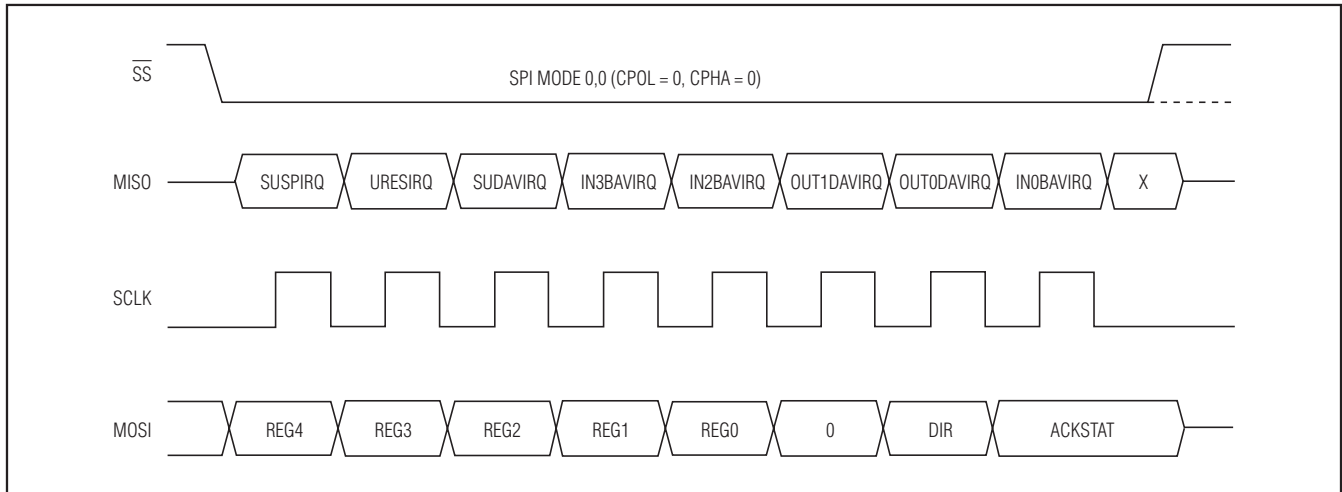 SS
SPI MODE 0,0 (CPOL = 0, CPHA = 0)
MISO SUSPIRQ URESIRQ SUDAVIRQ IN3BAVIRQ IN2BAVIRQ OUT1DAVIRQ OUT0DAVIRQ IN0BAVIRQ X
SCLK
MOSI REG4 REG3 REG2 REG1 REG0 0 DIR ACKSTAT